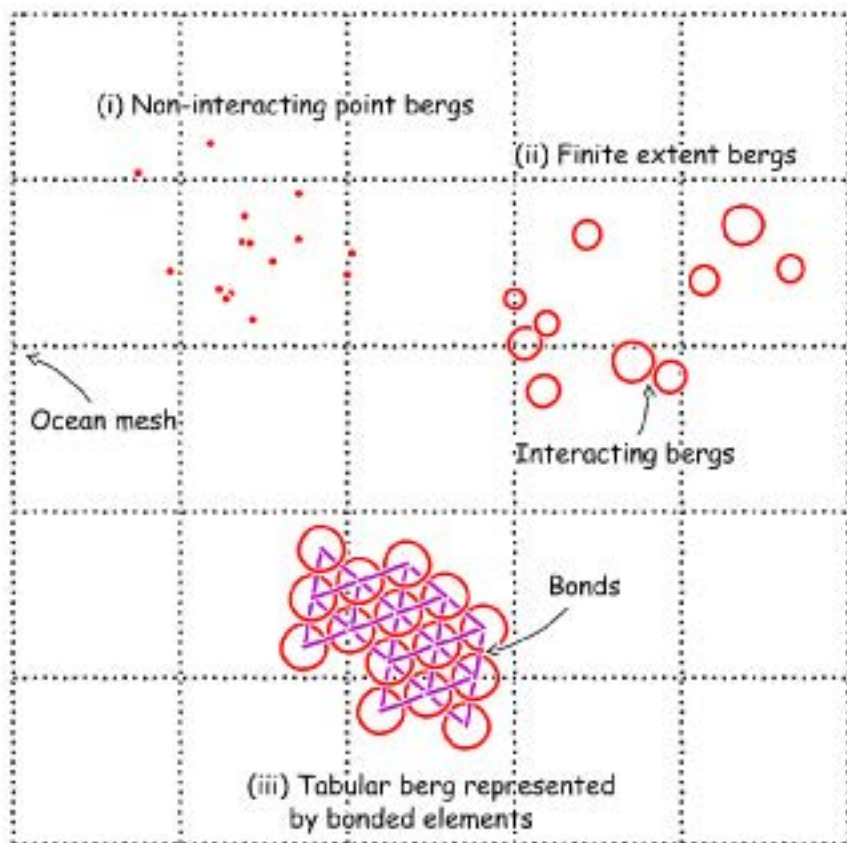 (i) Non-interacting point bergs
(ii) Finite extent bergs
Ocean mesh
Interacting bergs
Bonds
(iii) Tabular berg represented
by bonded elements